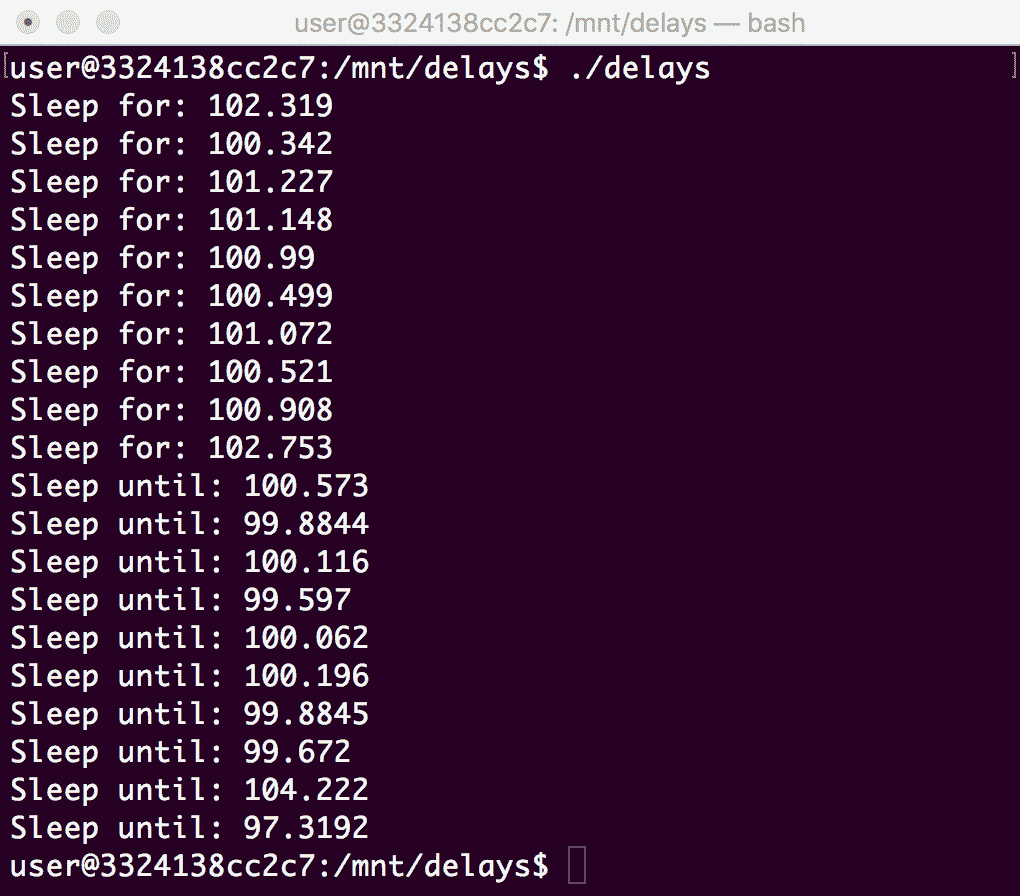 user@3324138cc2c7: /mnt/delays — bash
[user@3324138cc2c7:/mnt/delays$ ./delays ]
Sleep for: 102.319
Sleep for: 100.342
Sleep for: 101.227
Sleep for: 101.148
Sleep for: 100.99
Sleep for: 100.499
Sleep for: 101.072
Sleep for: 100.521
Sleep for: 100.908
Sleep for: 102.753
Sleep until: 100.573
Sleep until: 99.8844
Sleep until: 100.116
Sleep until: 99.597
Sleep until: 100.062
Sleep until: 100.196
Sleep until: 99.8845
Sleep until: 99.672
Sleep until: 104.222
Sleep until: 97.3192
user@3324138cc2c7:/mnt/delays$